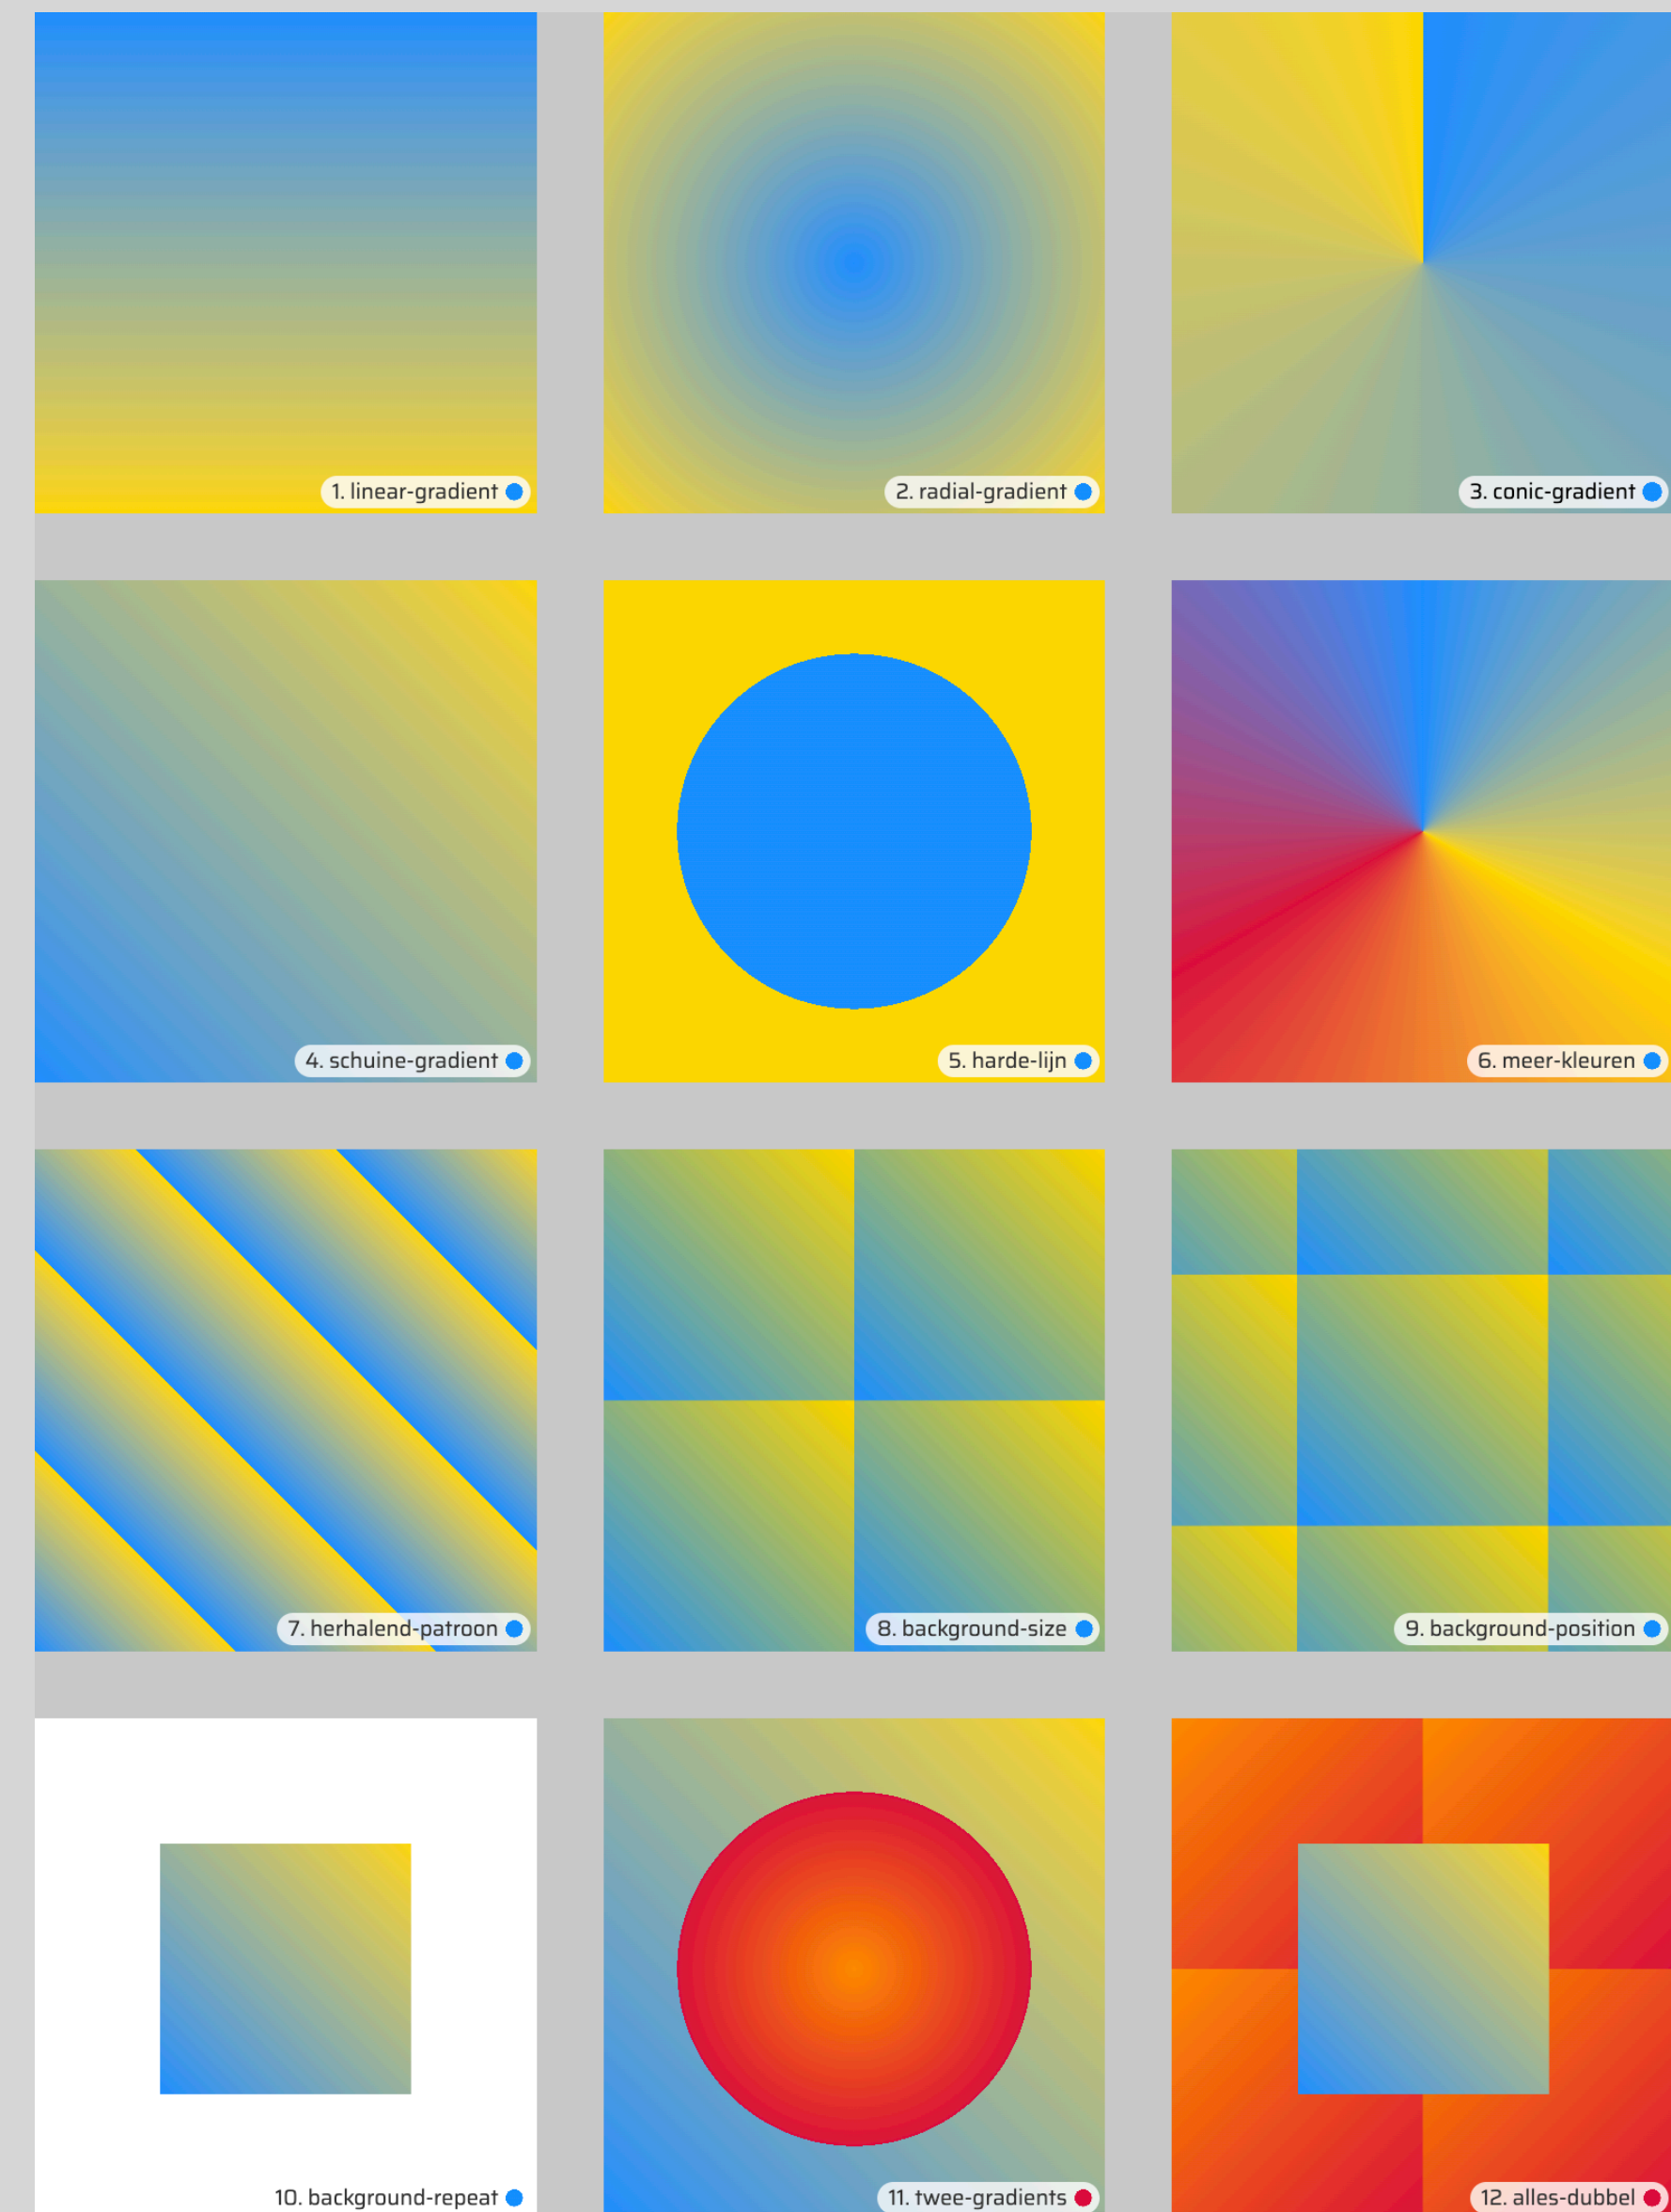 1. linear-gradient
2. radial-gradient
3. conic-gradient
4. schuine-gradient
5. harde-lijn
6. meer-kleuren
7. herhalend-patroon
8. background-size
9. background-position
10. background-repeat
11. twee-gradients
12. alles-dubbel